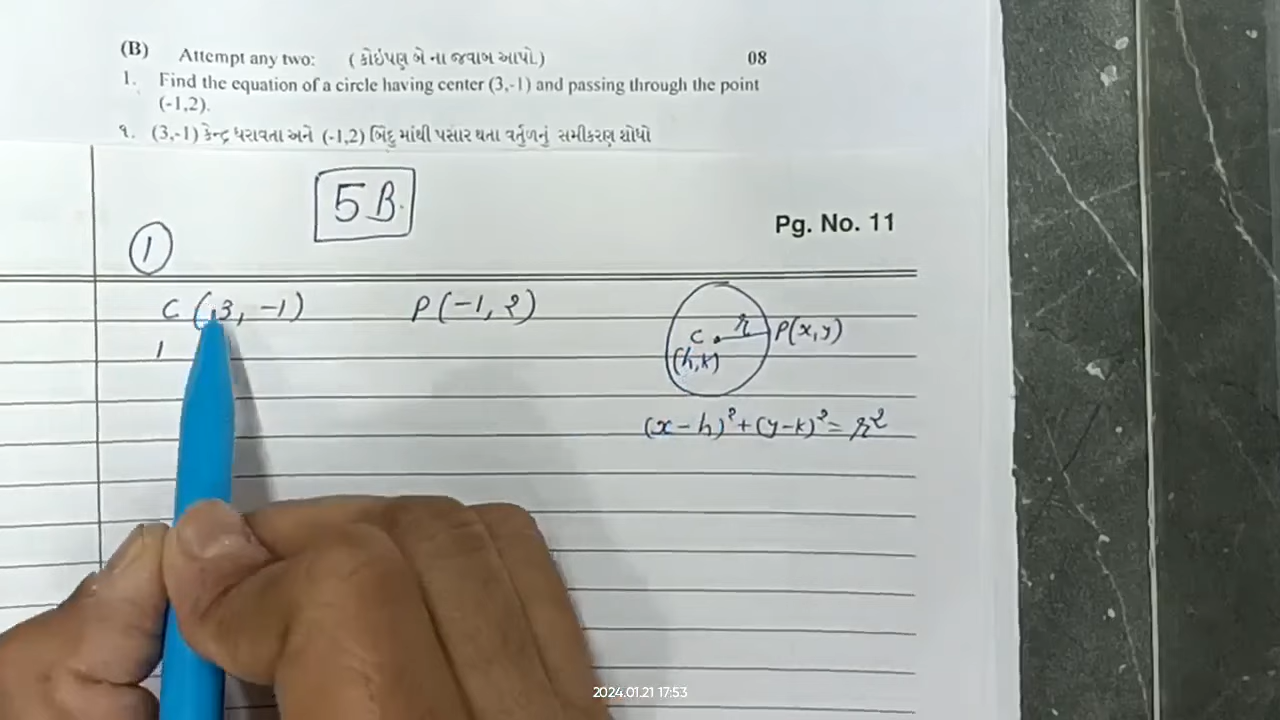 (B) Attempt any two: ( કોઇપણ બે ના જવાબ આપો.) 08
1. Find the equation of a circle having center (3,-1) and passing through the point
(-1,2).
૧. (3,-1) કેન્દ્ર ધરાવતા અને (-1,2) બિંદુ માંથી પસાર થતા વર્તુળનું સમીકરણ શોધો
5 B.
Pg. No. 11
1
C (3, -1) P(-1, 2)
C r P(x,y)
(h,k)
(x-h)²+(y-k)²= r²
2024.01.21 17:53